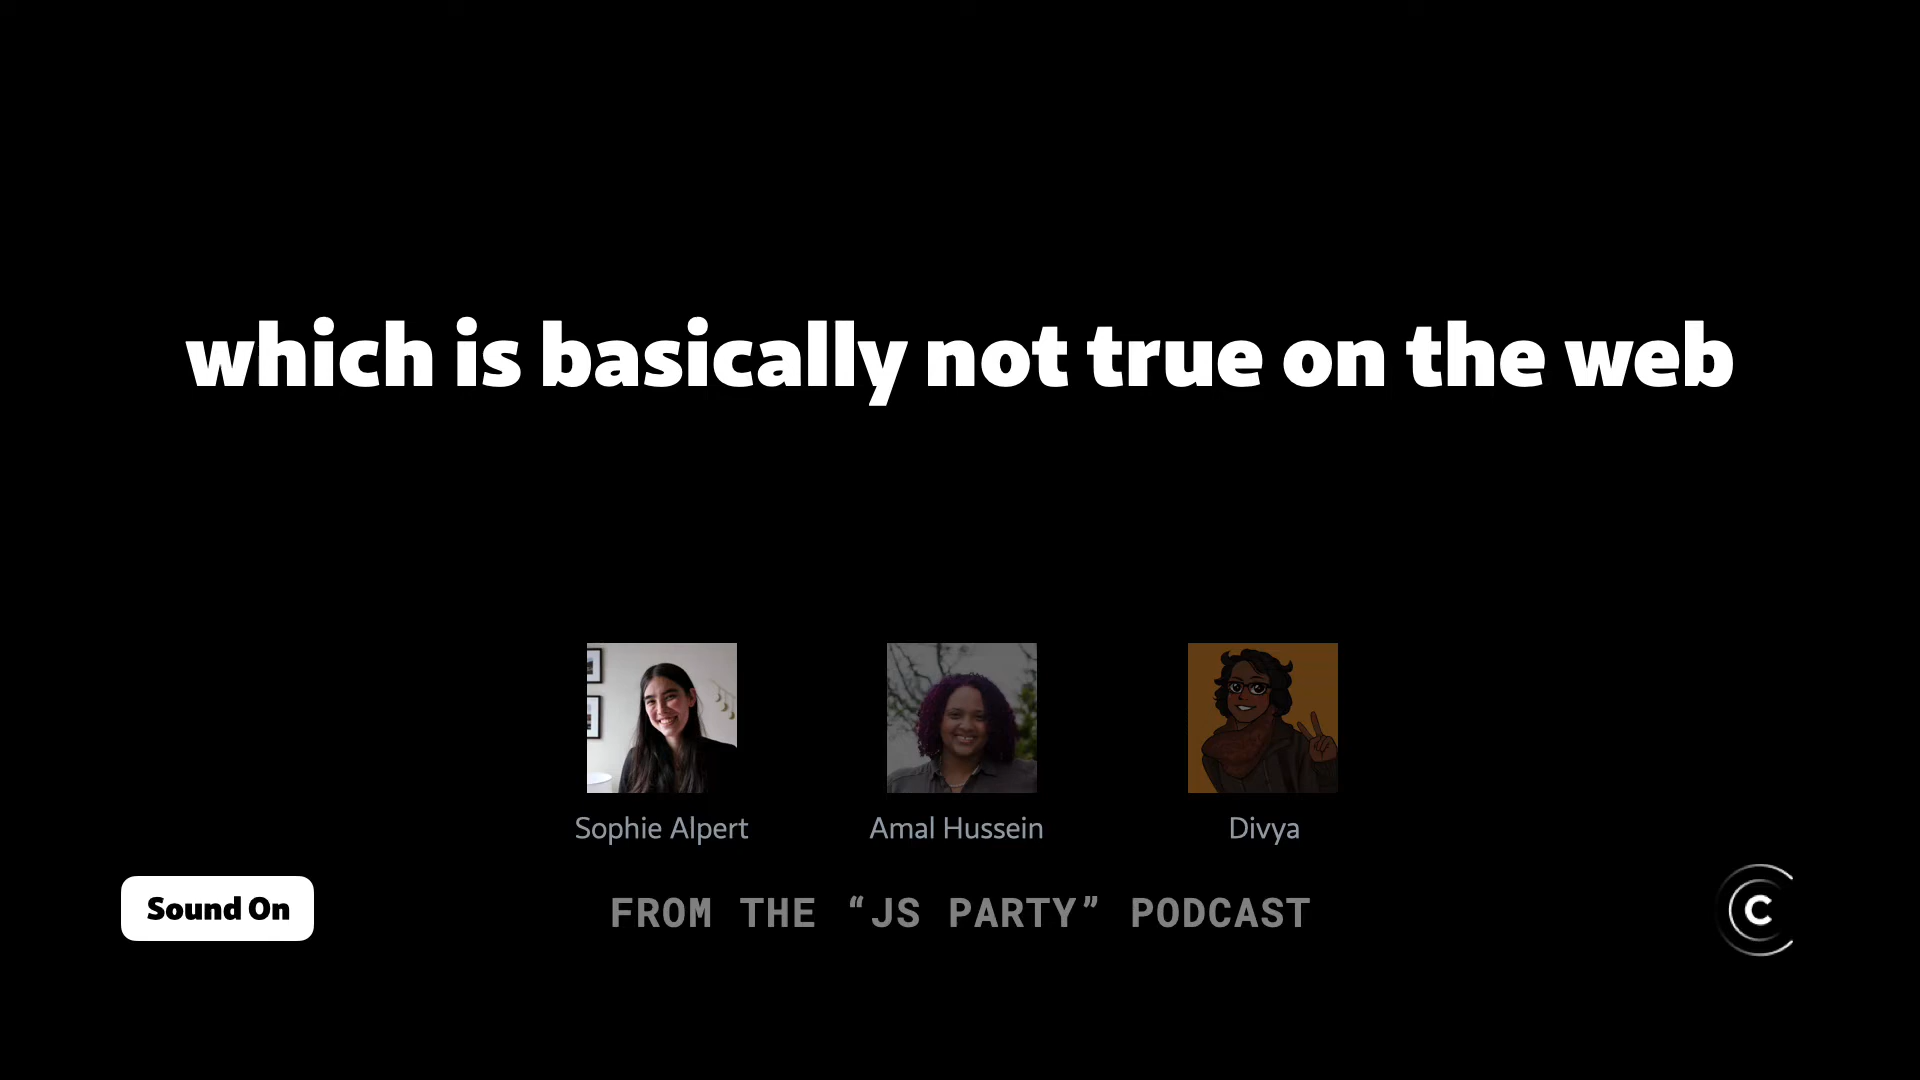 which is basically not true on the web
Sophie Alpert
Amal Hussein
Divya
Sound On
FROM THE “JS PARTY” PODCAST
C